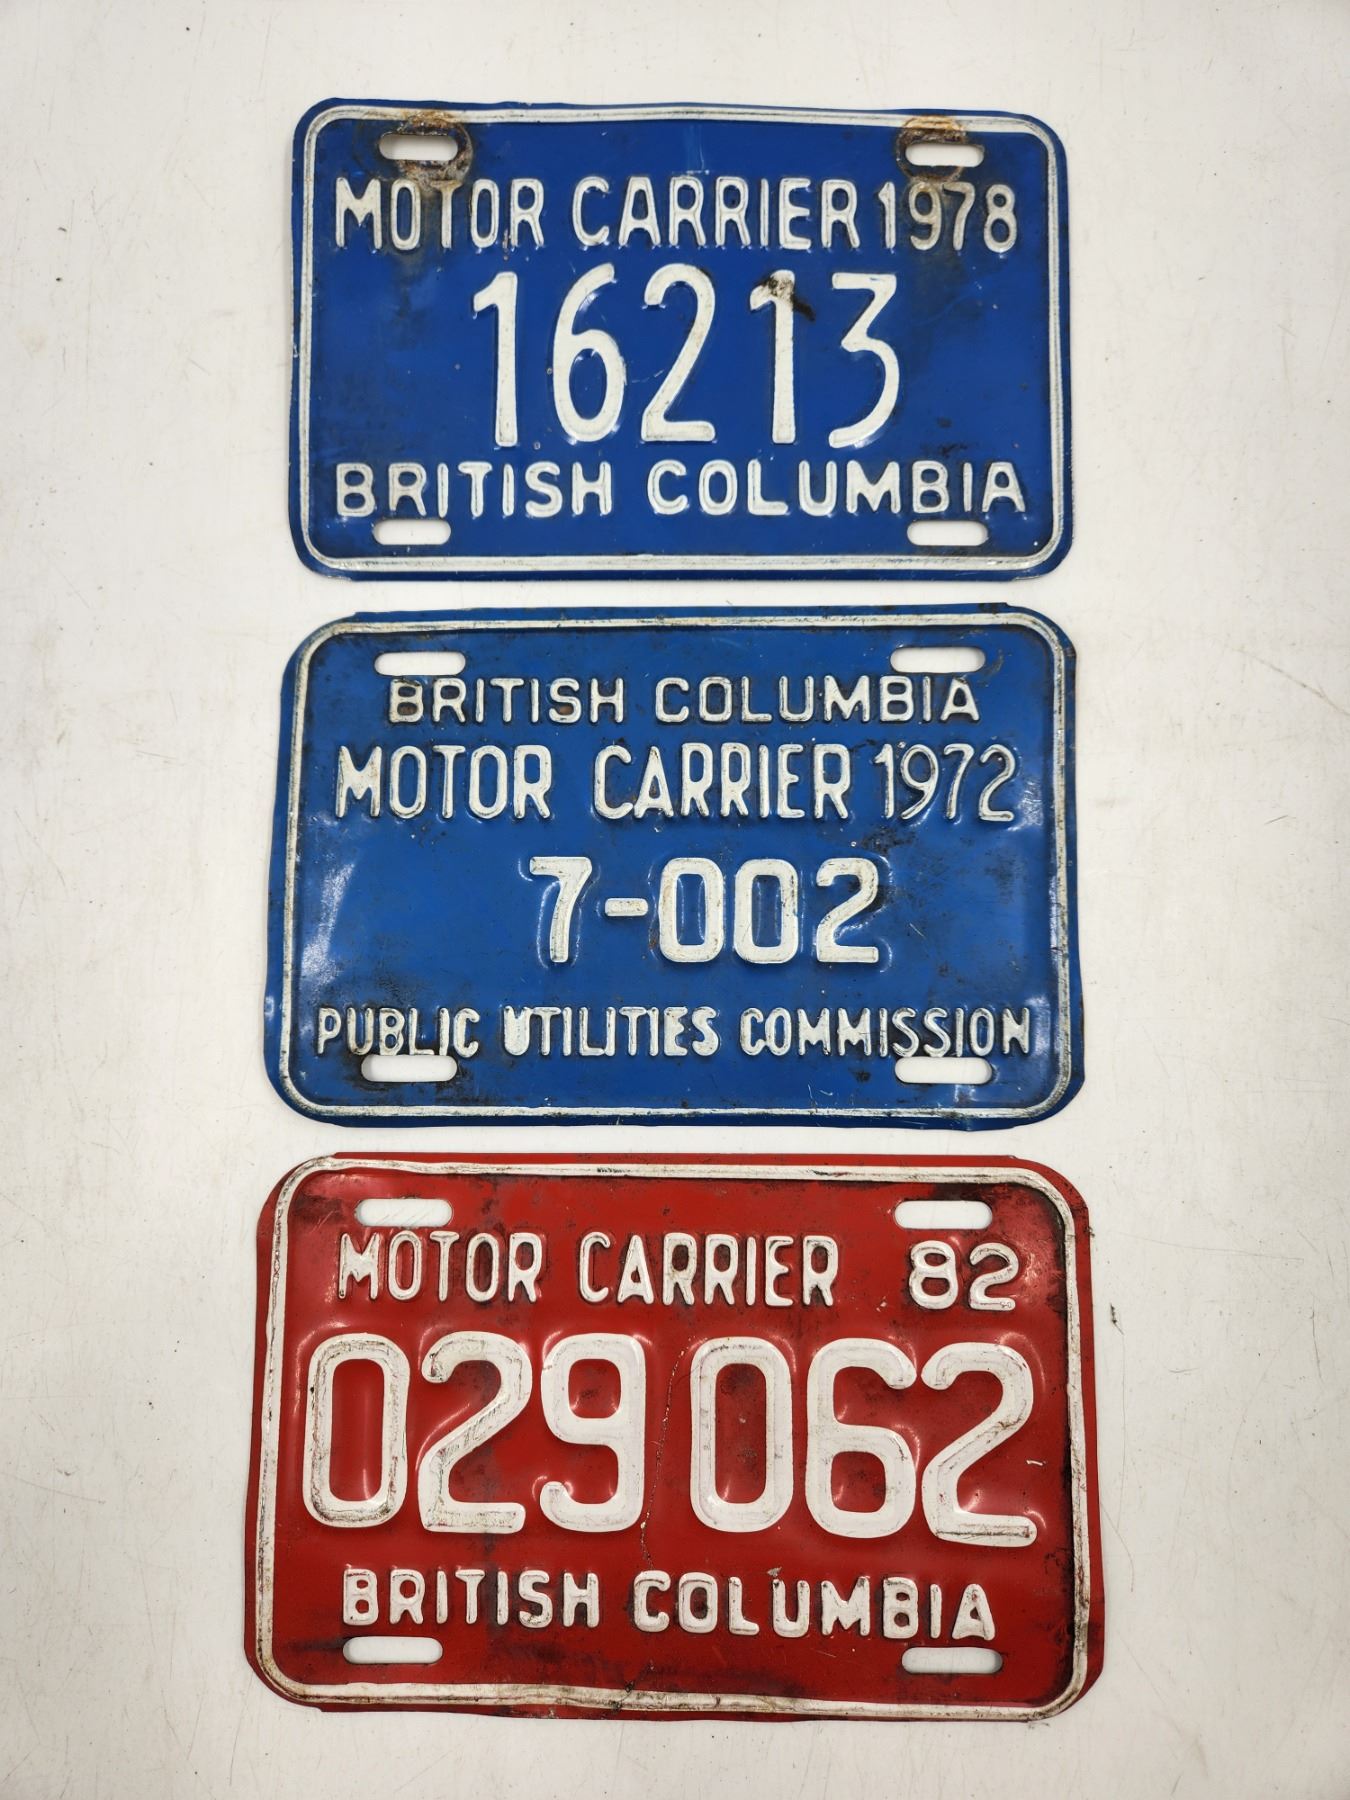 MOTOR CARRIER 1978
16213
BRITISH COLUMBIA
BRITISH COLUMBIA
MOTOR CARRIER 1972
7-002
PUBLIC UTILITIES COMMISSION
MOTOR CARRIER 82
029 062
BRITISH COLUMBIA